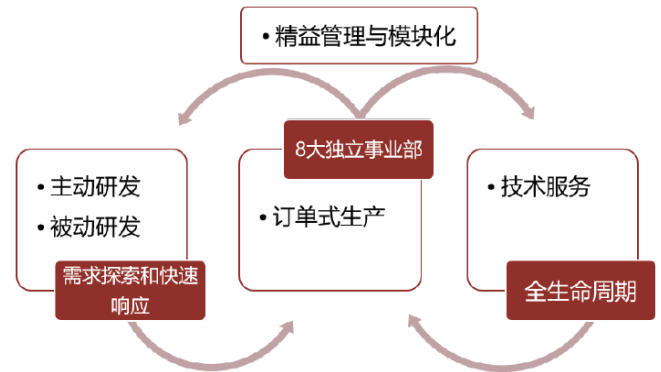 • 精益管理与模块化
8大独立事业部
• 主动研发
• 被动研发
需求探索和快速
响应
• 订单式生产
• 技术服务
全生命周期